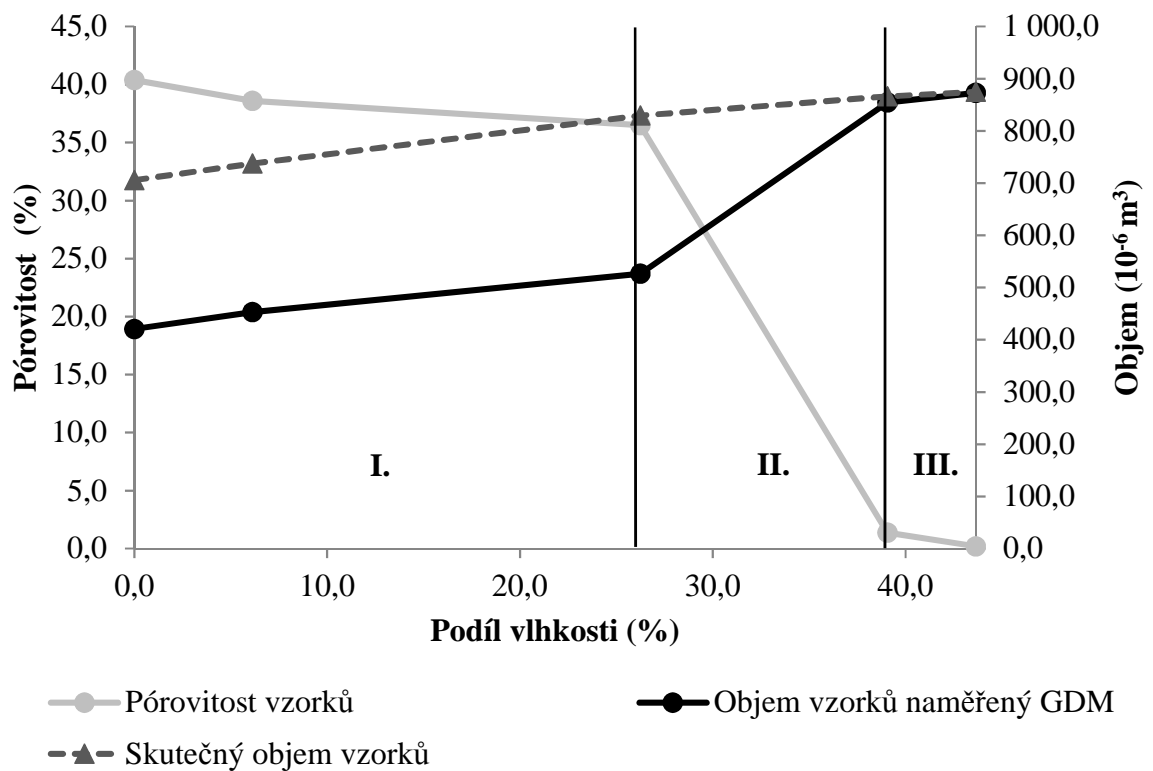 45,0
40,0
35,0
30,0
25,0
20,0
15,0
10,0
5,0
0,0
Pórovitost (%)
1 000,0
900,0
800,0
700,0
600,0
500,0
400,0
300,0
200,0
100,0
0,0
Objem (10⁻⁶ m³)
I.
II.
III.
0,0 10,0 20,0 30,0 40,0
Podíl vlhkosti (%)
Pórovitost vzorků
Objem vzorků naměřený GDM
Skutečný objem vzorků